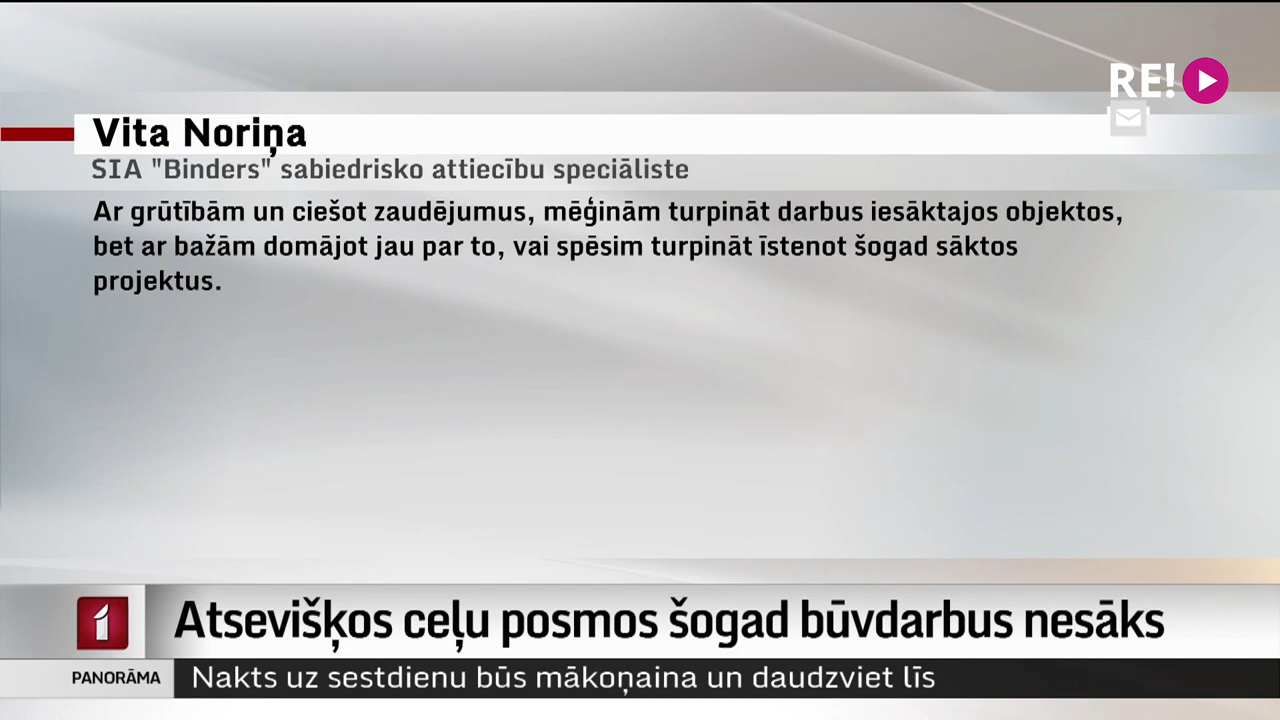 RE!
Vita Noriņa
SIA "Binders" sabiedrisko attiecību speciāliste
Ar grūtībām un ciešot zaudējumus, mēģinām turpināt darbus iesāktajos objektos,
bet ar bažām domājot jau par to, vai spēsim turpināt īstenot šogad sāktos
projektus.
1
Atsevišķos ceļu posmos šogad būvdarbus nesāks
PANORĀMA
Nakts uz sestdienu būs mākoņaina un daudzviet līs